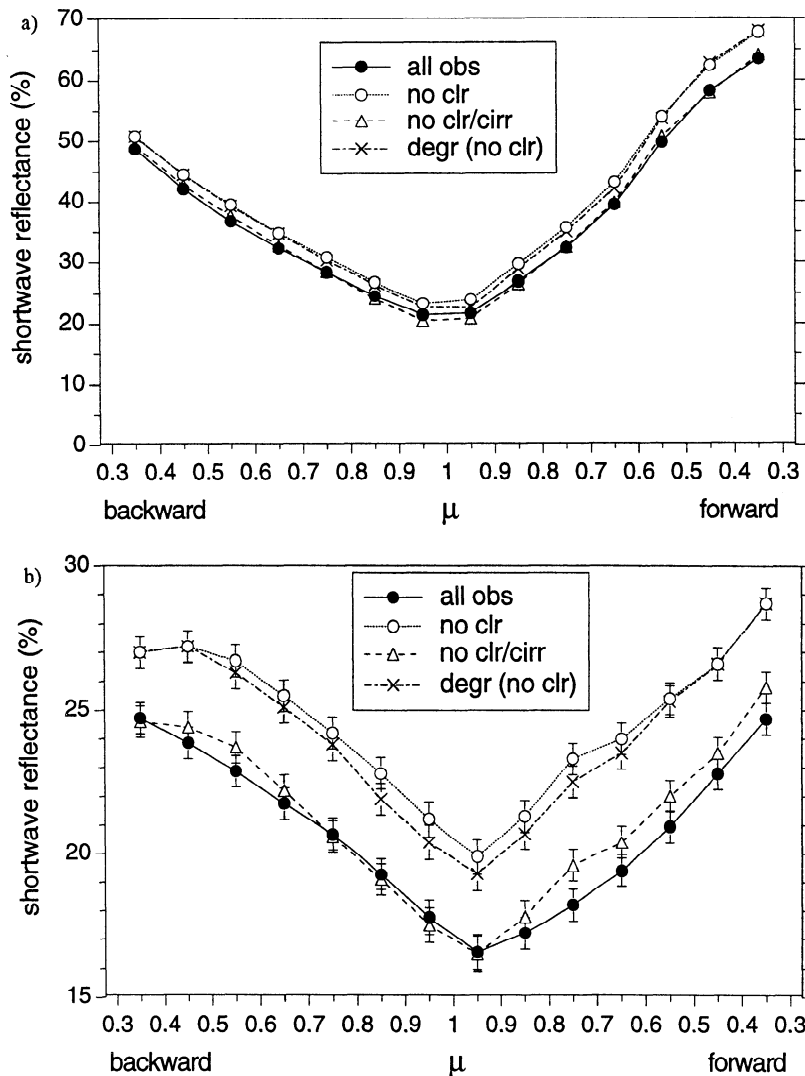 a)
70
60
50
40
30
20
10
0
shortwave reflectance (%)
all obs
no clr
no clr/cirr
degr (no clr)
0.3 0.4 0.5 0.6 0.7 0.8 0.9 1 0.9 0.8 0.7 0.6 0.5 0.4 0.3
backward μ forward
b)
30
25
20
15
shortwave reflectance (%)
all obs
no clr
no clr/cirr
degr (no clr)
0.3 0.4 0.5 0.6 0.7 0.8 0.9 1 0.9 0.8 0.7 0.6 0.5 0.4 0.3
backward μ forward